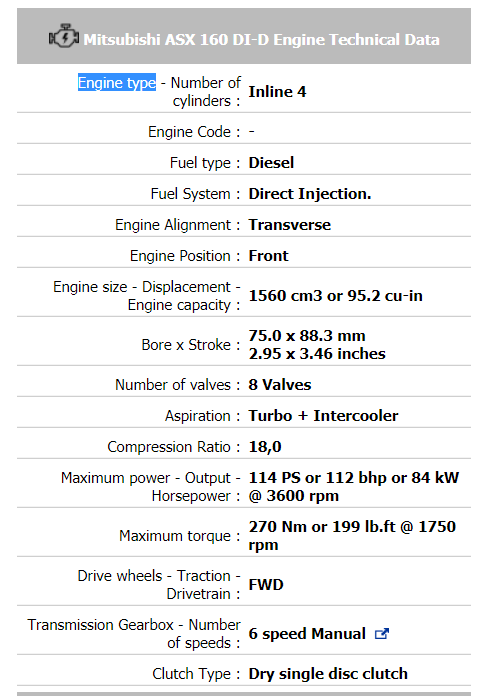 Mitsubishi ASX 160 DI-D Engine Technical Data
Engine type - Number of
cylinders :
Inline 4
Engine Code :
-
Fuel type :
Diesel
Fuel System :
Direct Injection.
Engine Alignment :
Transverse
Engine Position :
Front
Engine size - Displacement -
Engine capacity :
1560 cm3 or 95.2 cu-in
Bore x Stroke :
75.0 x 88.3 mm
2.95 x 3.46 inches
Number of valves :
8 Valves
Aspiration :
Turbo + Intercooler
Compression Ratio :
18,0
Maximum power - Output -
Horsepower :
114 PS or 112 bhp or 84 kW
@ 3600 rpm
Maximum torque :
270 Nm or 199 lb.ft @ 1750
rpm
Drive wheels - Traction -
Drivetrain :
FWD
Transmission Gearbox - Number
of speeds :
6 speed Manual
Clutch Type :
Dry single disc clutch